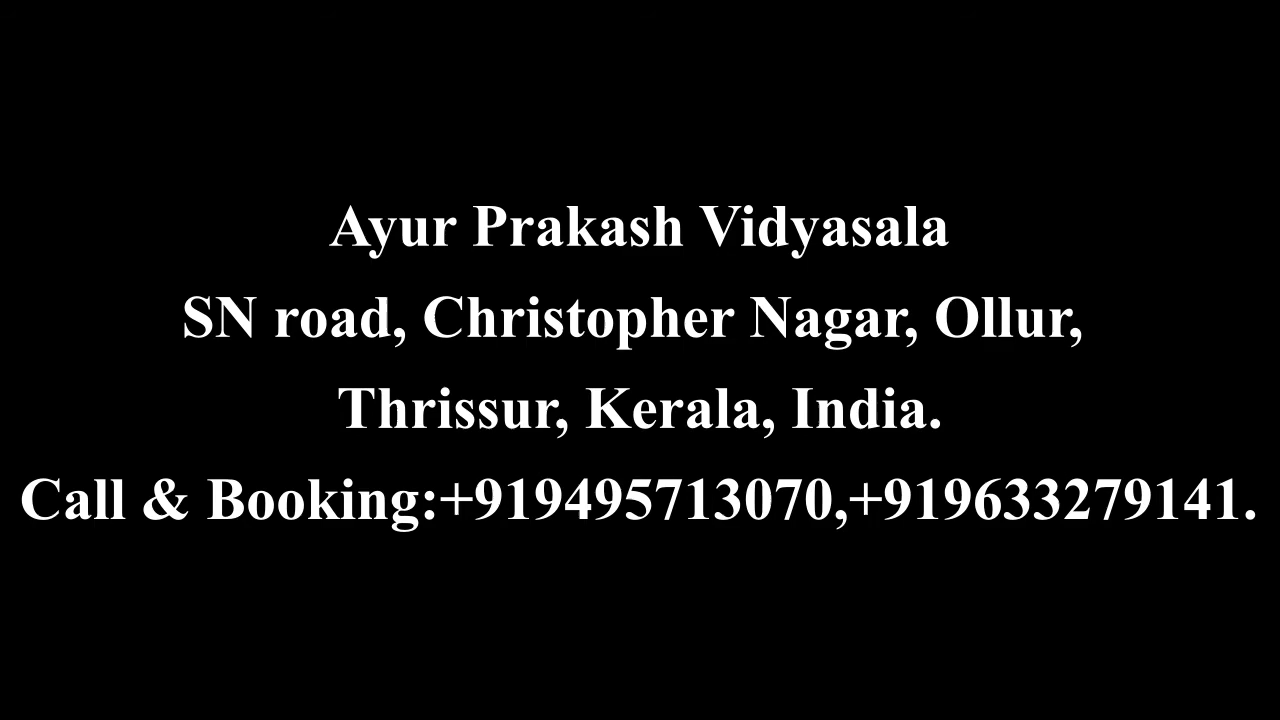 Ayur Prakash Vidyasala
SN road, Christopher Nagar, Ollur,
Thrissur, Kerala, India.
Call & Booking:+919495713070,+919633279141.